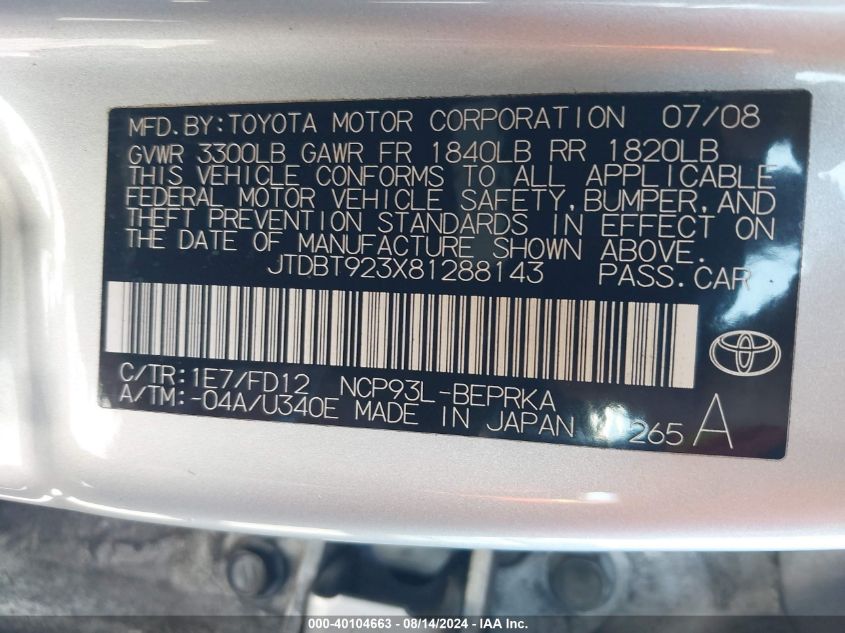 MFD.BY:TOYOTA MOTOR CORPORATION 07/08
GVWR 3300LB GAWR FR 1840LB RR 1820LB
THIS VEHICLE CONFORMS TO ALL APPLICABLE
FEDERAL MOTOR VEHICLE SAFETY,BUMPER,AND
THEFT PREVENTION STANDARDS IN EFFECT ON
THE DATE OF MANUFACTURE SHOWN ABOVE.
JTDBT923X81288143 PASS.CAR
C/TR:1E7/FD12 NCP93L-BEPRKA
A/TM:-04A/U340E MADE IN JAPAN 265 A
000-40104663 - 08/14/2024 - IAA Inc.